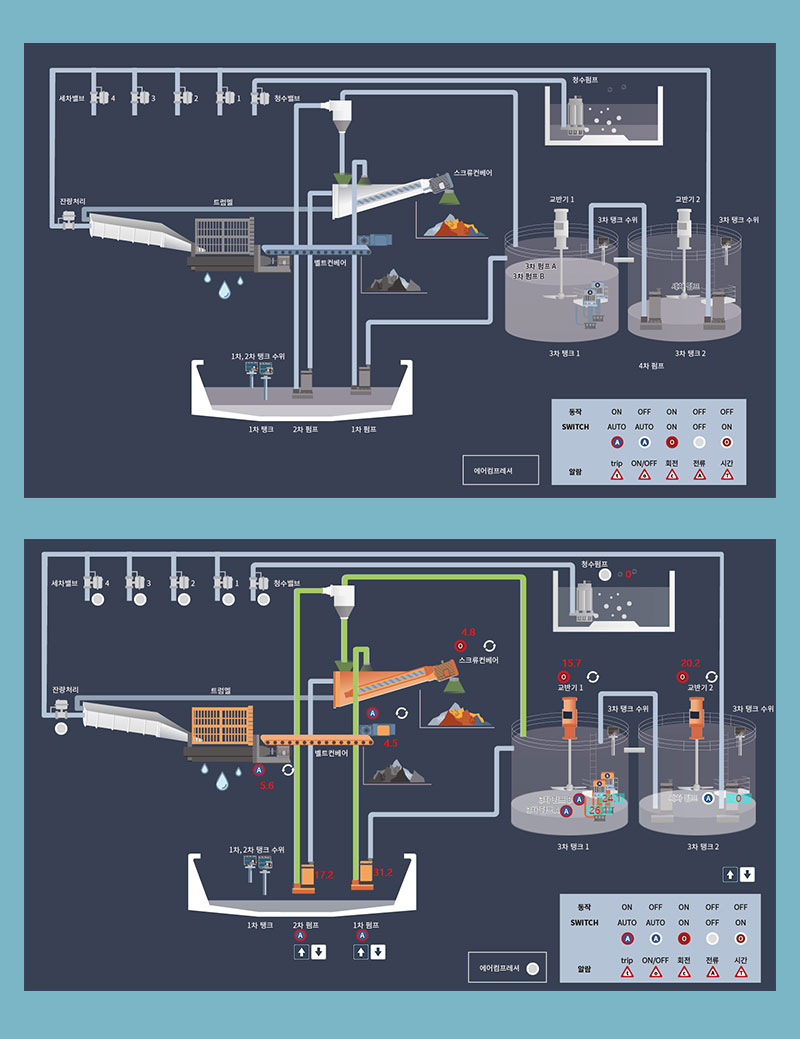 청수펌프
세차밸브
4
3
2
1
청수밸브
스크류컨베어
잔량처리
트럼엘
교반기 1
교반기 2
3차 탱크 수위
3차 탱크 수위
벨트컨베어
3차 펌프 A
3차 펌프 B
1차, 2차 탱크 수위
3차 탱크 1
3차 탱크 2
4차 펌프
1차 탱크
2차 펌프
1차 펌프
에어컴프레셔
동작 ON OFF ON OFF OFF
SWITCH AUTO AUTO ON OFF ON
A A O O
알람 trip ON/OFF 회전 전류 시간
청수펌프
0
세차밸브
4
3
2
1
청수밸브
4.8
O
스크류컨베어
15.7
O
20.2
O
잔량처리
트럼엘
교반기 1
교반기 2
A
3차 탱크 수위
3차 탱크 수위
4.5
벨트컨베어
A
5.6
A
A
A
1차, 2차 탱크 수위
17.2
31.2
3차 탱크 1
3차 탱크 2
1차 탱크
2차 펌프
1차 펌프
A
A
에어컴프레셔
동작 ON OFF ON OFF OFF
SWITCH AUTO AUTO ON OFF ON
A A O O
알람 trip ON/OFF 회전 전류 시간